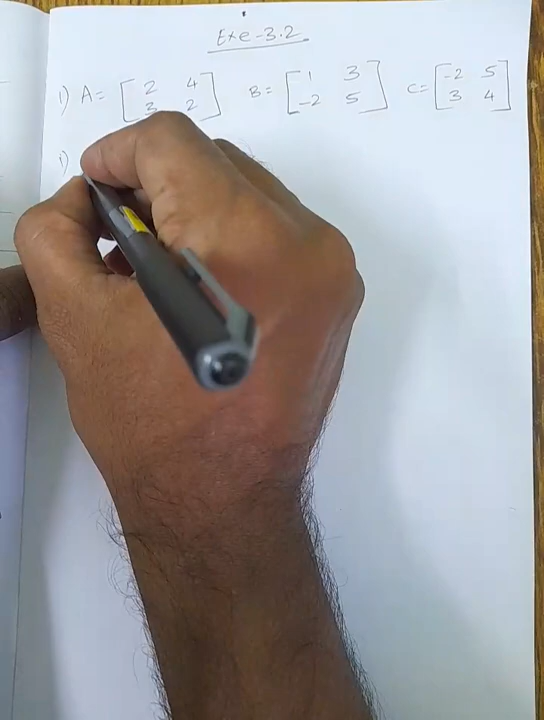 Exe-3.2
1) A = [2 4 B = [1 3 C = [-2 5
3 2] -2 5] 3 4]
i)